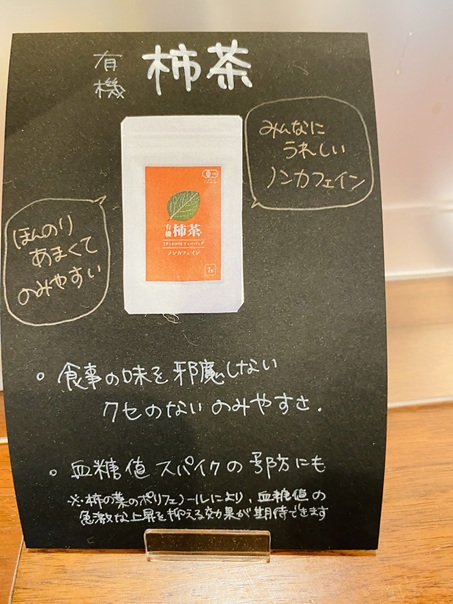 有機 柿茶
みんなに
うれしい
ノンカフェイン
有機 柿茶
ノンカフェイン
ほんのり
あまくて
のみやすい
。食事の味を邪魔しない
クセのないのみやすさ.
。血糖値スパイクの予防にも
※柿の葉のポリフェノールにより、血糖値の
急激な上昇を抑える効果が期待できます